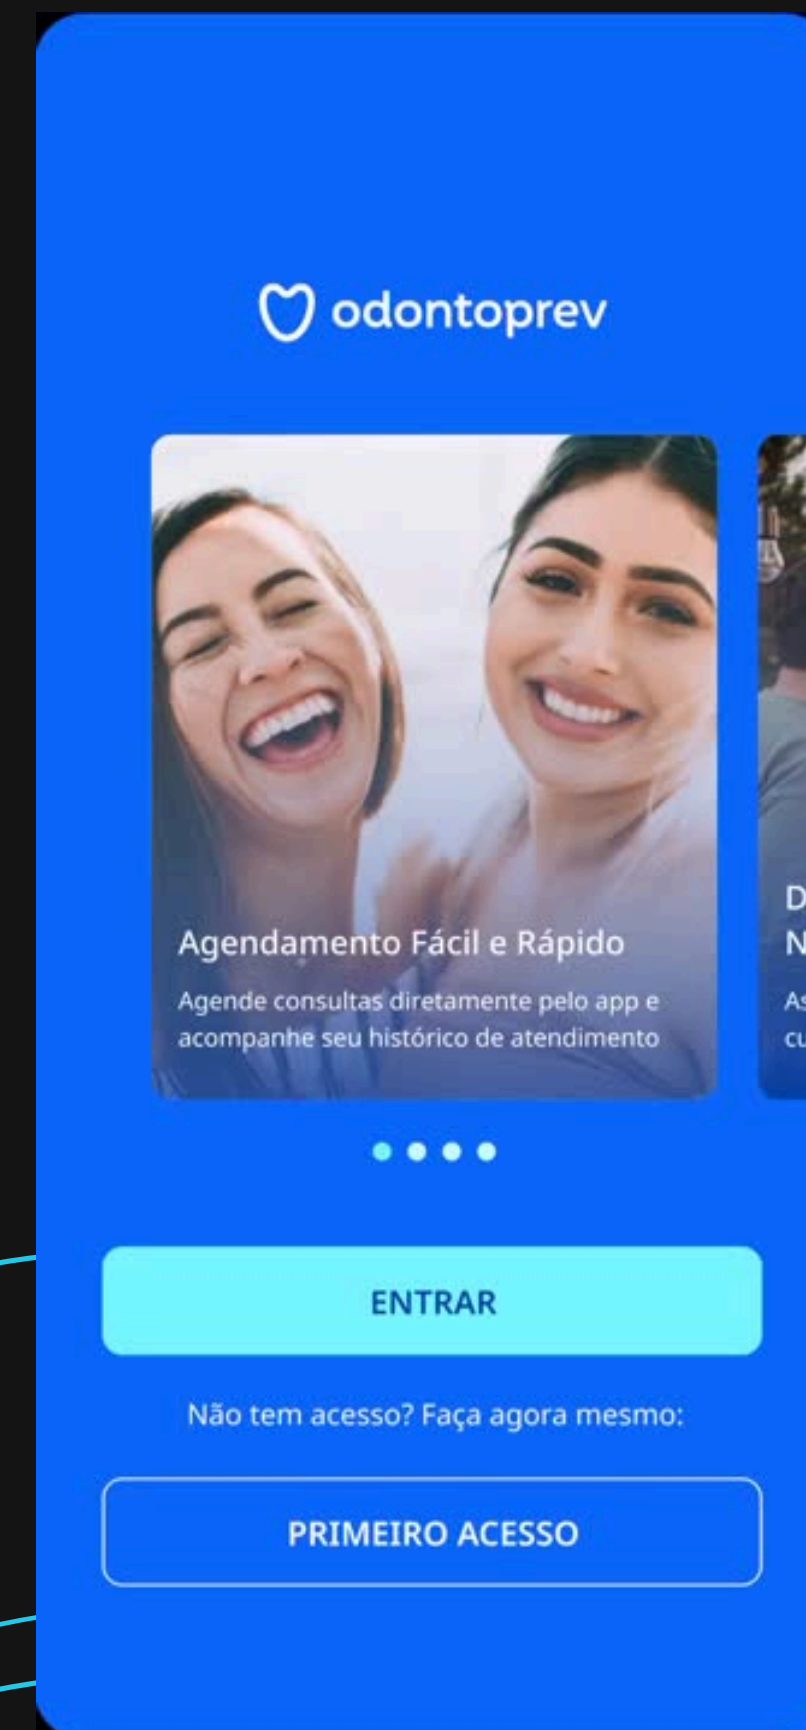 odontoprev
Agendamento Fácil e Rápido
Agende consultas diretamente pelo app e
acompanhe seu histórico de atendimento
ENTRAR
Não tem acesso? Faça agora mesmo:
PRIMEIRO ACESSO